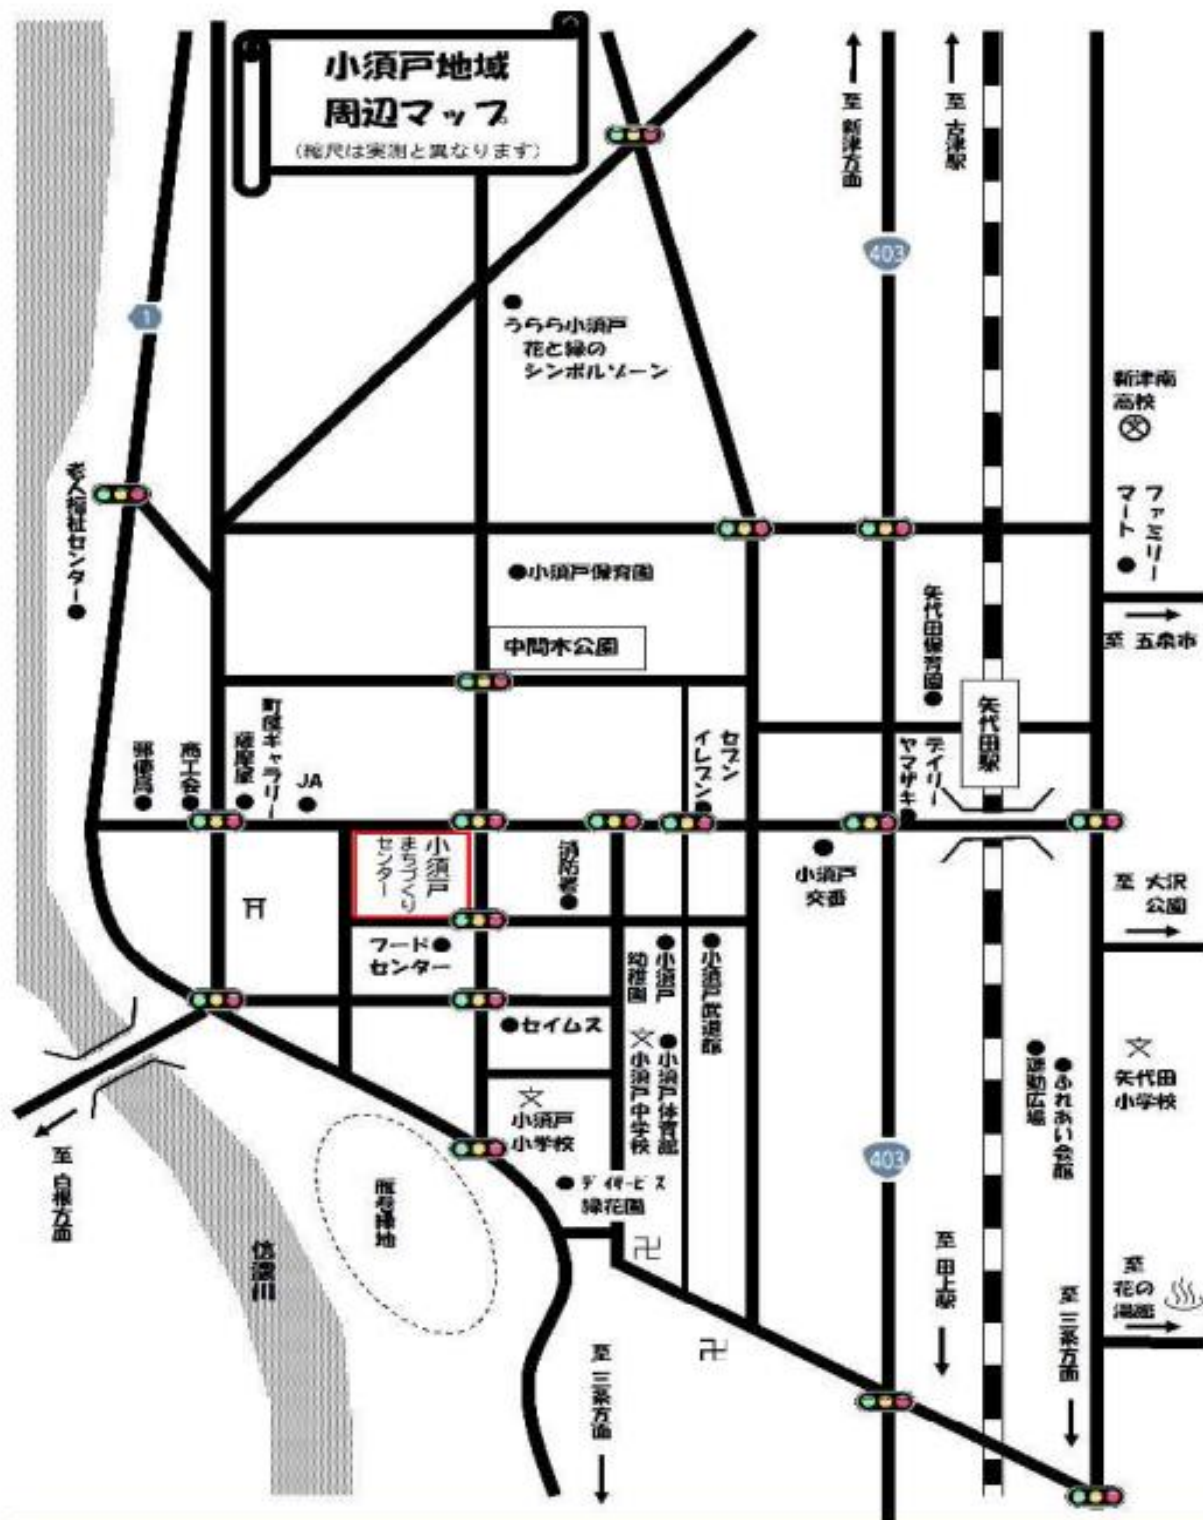 小須戸地域
周辺マップ
(縮尺は実測と異なります)
至 新津方面
至 古津駅
403
1
うらら小須戸
花と緑の
シンボルゾーン
新津南
高校
ファミリー
マート
老人福祉センター
小須戸保育園
矢代田保育園
至 五泉市
中間木公園
矢代田駅
郵便局
商工会
町屋ギャラリー
薩摩屋
JA
セブン
イレブン
デイリー
ヤマザキ
小須戸
まちづくり
センター
消防署
小須戸
交番
至 大沢
公園
フード
センター
小須戸
幼稚園
小須戸武道館
セイムス
小須戸中学校
小須戸体育館
運動広場
ふれあい会館
矢代田
小学校
小須戸
小学校
403
至 白根方面
雁巻緑地
デイサービス
緑花園
信濃川
至 田上駅
至
花の
湯館
至 三条方面
至 三条方面